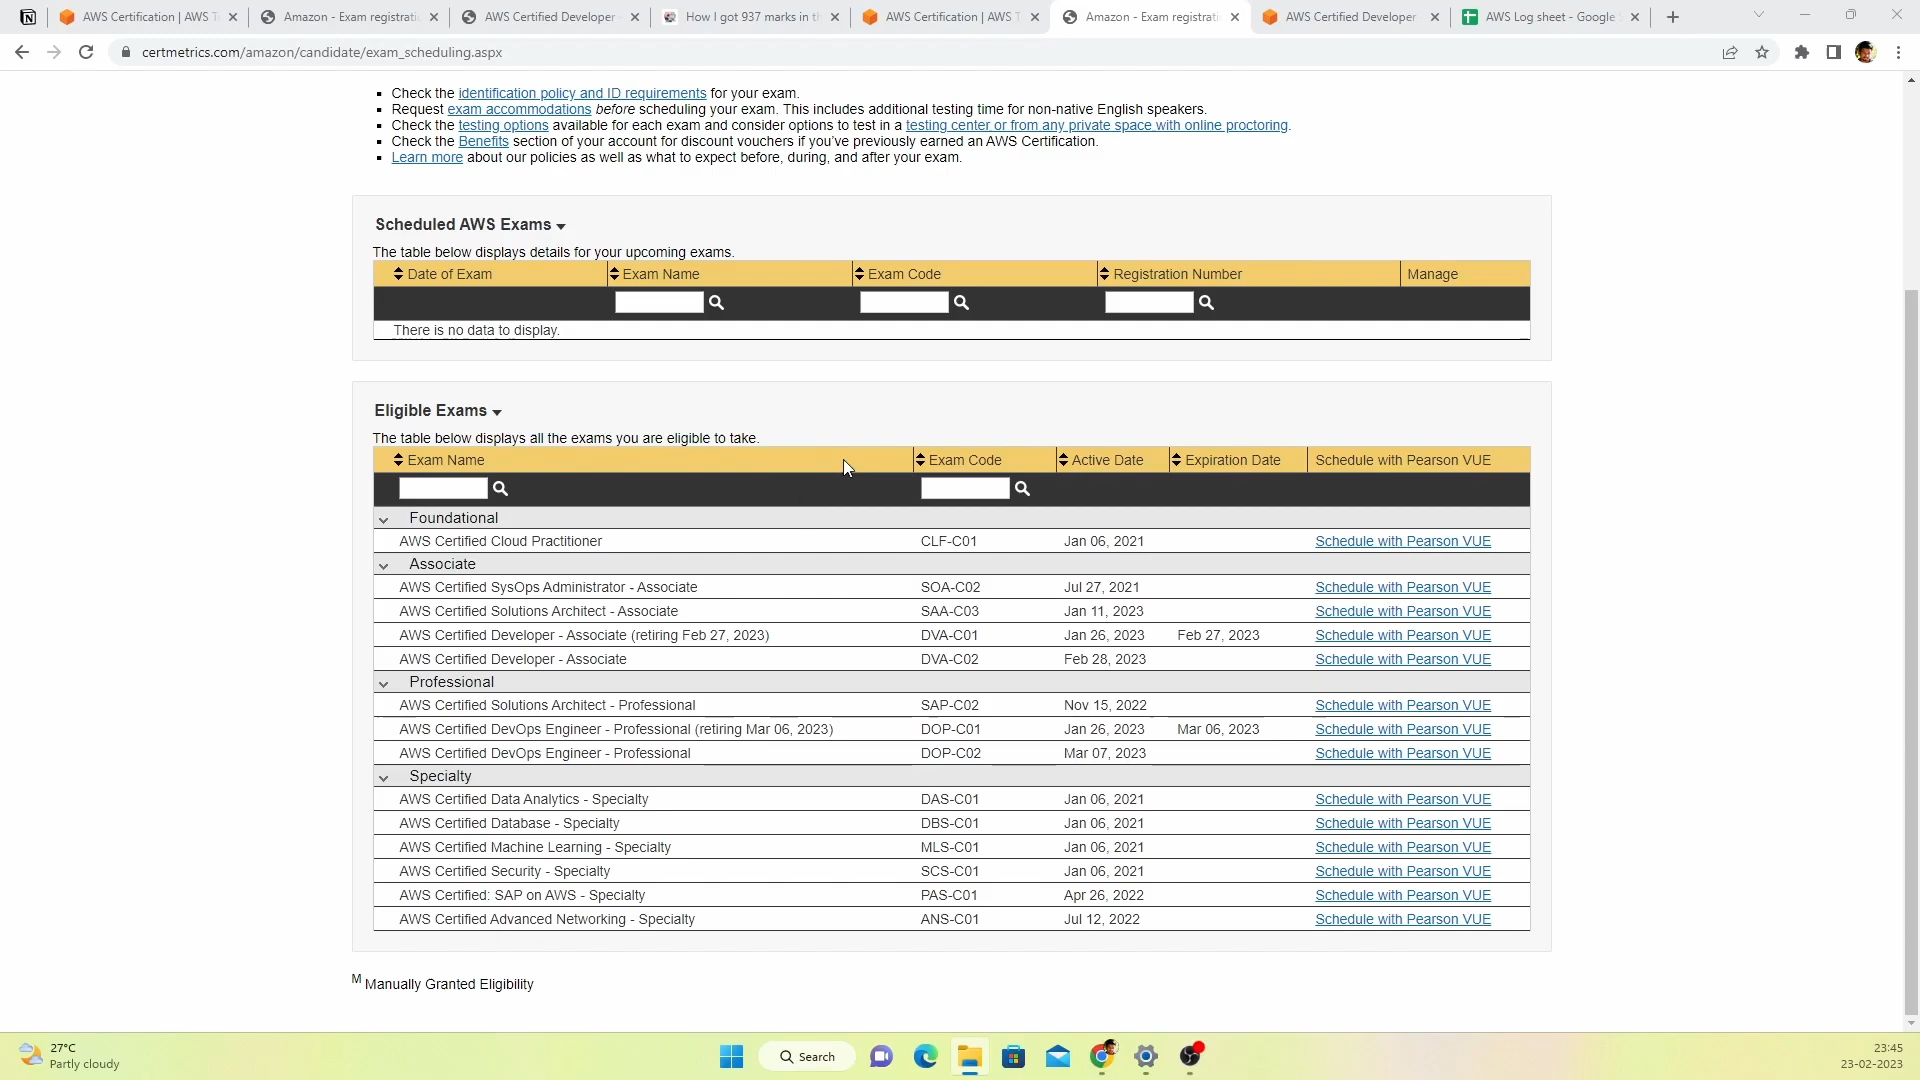 AWS Certification | AWS T
Amazon - Exam registrati
AWS Certified Developer -
How I got 937 marks in th
AWS Certification | AWS T
Amazon - Exam registrati
AWS Certified Developer
AWS Log sheet - Google S
certmetrics.com/amazon/candidate/exam_scheduling.aspx
Check the identification policy and ID requirements for your exam.
Request exam accommodations before scheduling your exam. This includes additional testing time for non-native English speakers.
Check the testing options available for each exam and consider options to test in a testing center or from any private space with online proctoring.
Check the Benefits section of your account for discount vouchers if you've previously earned an AWS Certification.
Learn more about our policies as well as what to expect before, during, and after your exam.
Scheduled AWS Exams
The table below displays details for your upcoming exams.
Date of Exam Exam Name Exam Code Registration Number Manage
There is no data to display.
Eligible Exams
The table below displays all the exams you are eligible to take.
Exam Name Exam Code Active Date Expiration Date Schedule with Pearson VUE
Foundational
AWS Certified Cloud Practitioner CLF-C01 Jan 06, 2021 Schedule with Pearson VUE
Associate
AWS Certified SysOps Administrator - Associate SOA-C02 Jul 27, 2021 Schedule with Pearson VUE
AWS Certified Solutions Architect - Associate SAA-C03 Jan 11, 2023 Schedule with Pearson VUE
AWS Certified Developer - Associate (retiring Feb 27, 2023) DVA-C01 Jan 26, 2023 Feb 27, 2023 Schedule with Pearson VUE
AWS Certified Developer - Associate DVA-C02 Feb 28, 2023 Schedule with Pearson VUE
Professional
AWS Certified Solutions Architect - Professional SAP-C02 Nov 15, 2022 Schedule with Pearson VUE
AWS Certified DevOps Engineer - Professional (retiring Mar 06, 2023) DOP-C01 Jan 26, 2023 Mar 06, 2023 Schedule with Pearson VUE
AWS Certified DevOps Engineer - Professional DOP-C02 Mar 07, 2023 Schedule with Pearson VUE
Specialty
AWS Certified Data Analytics - Specialty DAS-C01 Jan 06, 2021 Schedule with Pearson VUE
AWS Certified Database - Specialty DBS-C01 Jan 06, 2021 Schedule with Pearson VUE
AWS Certified Machine Learning - Specialty MLS-C01 Jan 06, 2021 Schedule with Pearson VUE
AWS Certified Security - Specialty SCS-C01 Jan 06, 2021 Schedule with Pearson VUE
AWS Certified: SAP on AWS - Specialty PAS-C01 Apr 26, 2022 Schedule with Pearson VUE
AWS Certified Advanced Networking - Specialty ANS-C01 Jul 12, 2022 Schedule with Pearson VUE
M Manually Granted Eligibility
27°C
Partly cloudy
Search
23:45
23-02-2023